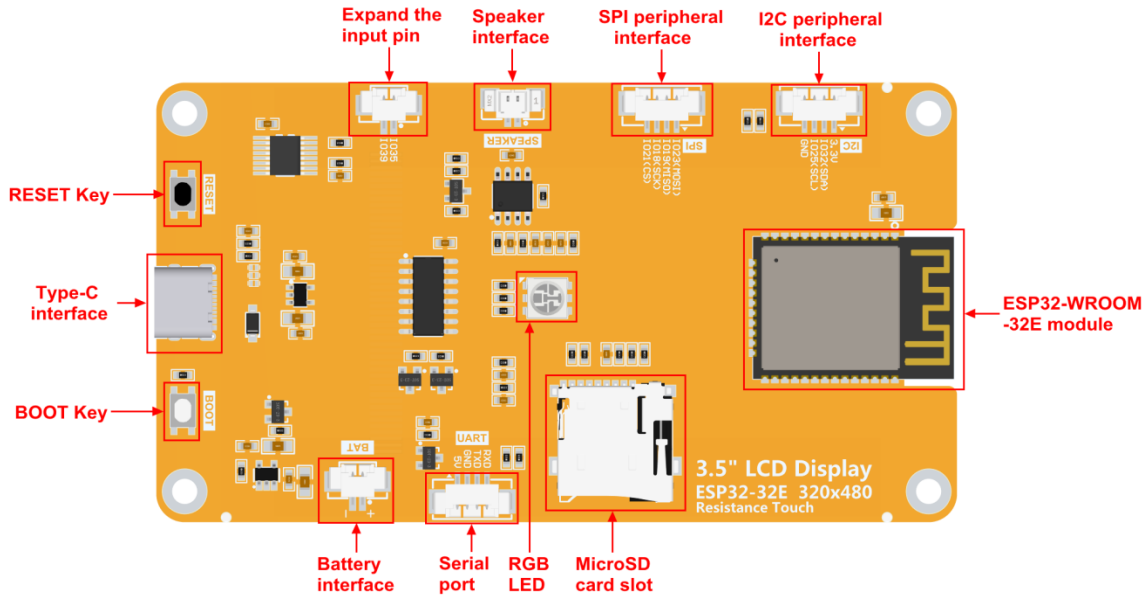 Expand the
input pin
Speaker
interface
SPI peripheral
interface
I2C peripheral
interface
IO35
IO39
SPEAKER
SPI
IO23(MOSI)
IO19(MISO)
IO18(SCK)
IO21(CS)
I2C
3.3V
IO32(SDA)
IO25(SCL)
GND
RESET Key
RESET
Type-C
interface
ESP32-WROOM
-32E module
BOOT Key
BOOT
BAT
- +
UART
RXD
TXD
GND
5V
3.5" LCD Display
ESP32-32E 320x480
Resistance Touch
Battery
interface
Serial
port
RGB
LED
MicroSD
card slot